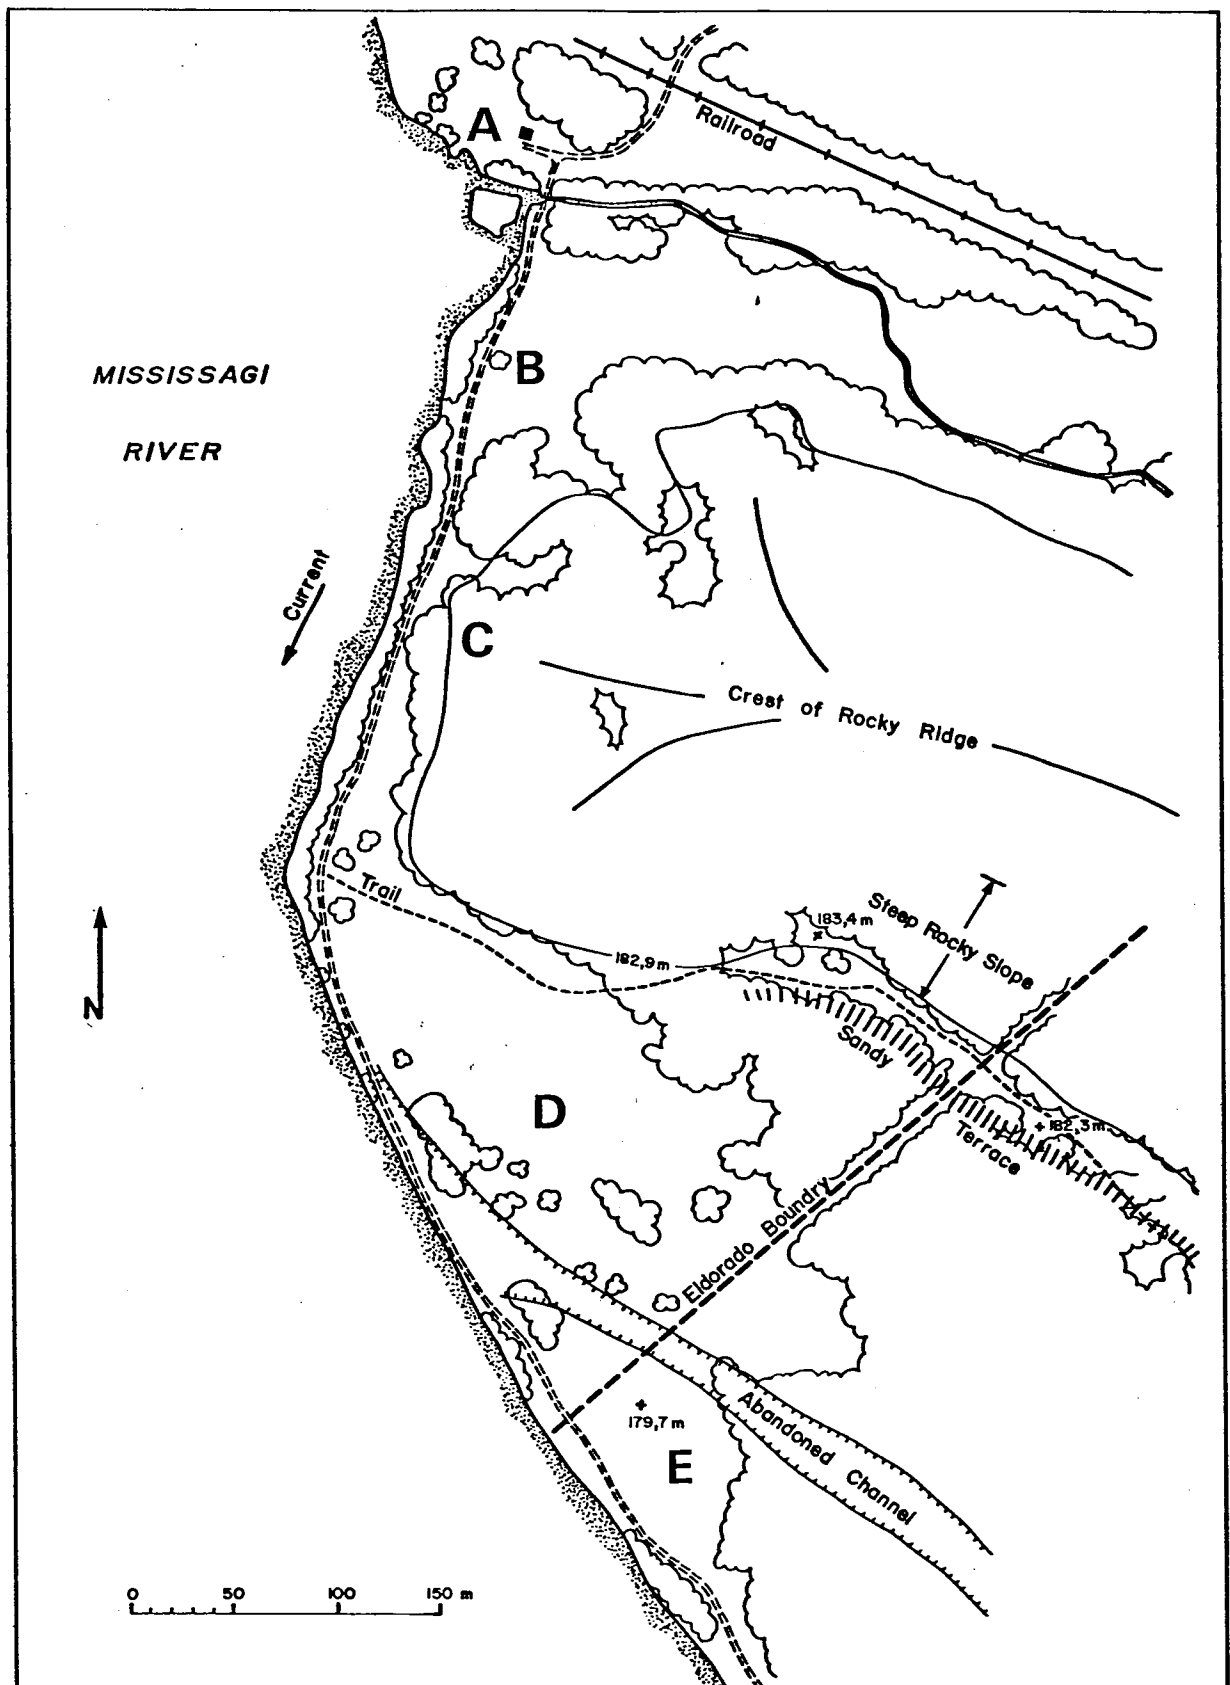 A
Railroad
B
MISSISSAGI
RIVER
Current
C
Crest of Rocky Ridge
Trail
Steep Rocky Slope
183,4 m
182,9 m
N
Sandy
D
182,3 m
Terrace
Eldorado Boundry
179,7 m
Abandoned Channel
E
0 50 100 150 m